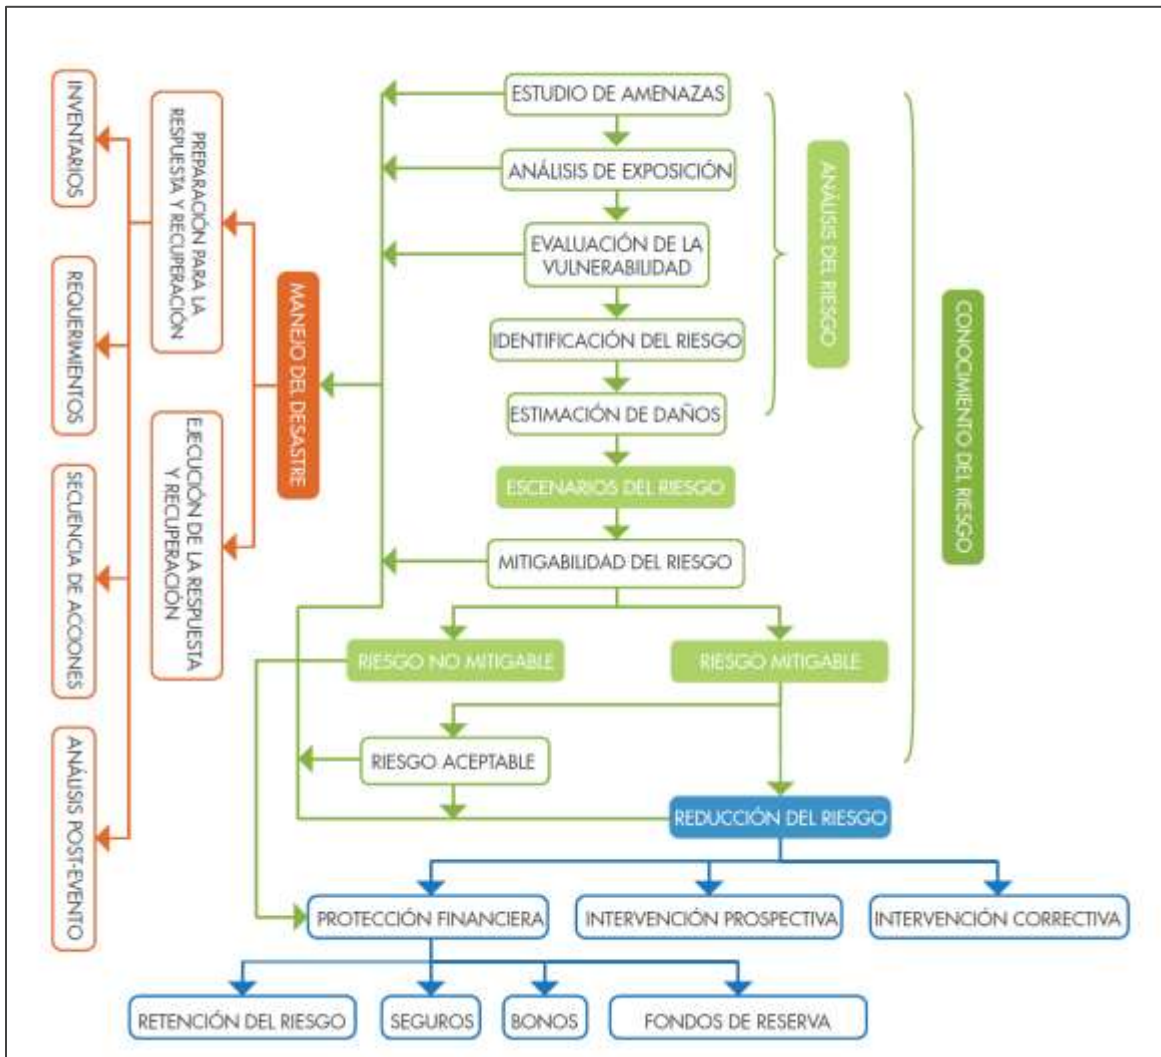 ESTUDIO DE AMENAZAS
ANÁLISIS DE EXPOSICIÓN
EVALUACIÓN DE LA
VULNERABILIDAD
IDENTIFICACIÓN DEL RIESGO
ESTIMACIÓN DE DAÑOS
ESCENARIOS DEL RIESGO
MITIGABILIDAD DEL RIESGO
RIESGO NO MITIGABLE
RIESGO MITIGABLE
RIESGO ACEPTABLE
REDUCCIÓN DEL RIESGO
PROTECCIÓN FINANCIERA
INTERVENCIÓN PROSPECTIVA
INTERVENCIÓN CORRECTIVA
RETENCIÓN DEL RIESGO
SEGUROS
BONOS
FONDOS DE RESERVA
ANÁLISIS DEL RIESGO
CONOCIMIENTO DEL RIESGO
MANEJO DEL DESASTRE
PREPARACIÓN PARA LA
RESPUESTA Y RECUPERACIÓN
EJECUCIÓN DE LA RESPUESTA
Y RECUPERACIÓN
INVENTARIOS
REQUERIMIENTOS
SECUENCIA DE ACCIONES
ANÁLISIS POST-EVENTO